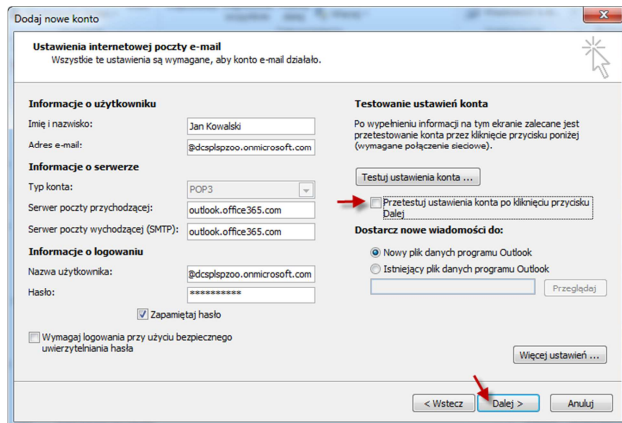 Dodaj nowe konto
Ustawienia internetowej poczty e-mail
Wszystkie te ustawienia są wymagane, aby konto e-mail działało.
Informacje o użytkowniku
Imię i nazwisko:
Jan Kowalski
Adres e-mail:
@dcsplspzoo.onmicrosoft.com
Informacje o serwerze
Typ konta:
POP3
Serwer poczty przychodzącej:
outlook.office365.com
Serwer poczty wychodzącej (SMTP):
outlook.office365.com
Informacje o logowaniu
Nazwa użytkownika:
@dcsplspzoo.onmicrosoft.com
Hasło:
**********
Zapamiętaj hasło
Wymagaj logowania przy użyciu bezpiecznego
uwierzytelniania hasła
Testowanie ustawień konta
Po wypełnieniu informacji na tym ekranie zalecane jest
przetestowanie konta przez kliknięcie przycisku poniżej
(wymagane połączenie sieciowe).
Testuj ustawienia konta ...
Przetestuj ustawienia konta po kliknięciu przycisku
Dalej
Dostarcz nowe wiadomości do:
Nowy plik danych programu Outlook
Istniejący plik danych programu Outlook
Przeglądaj
Więcej ustawień ...
< Wstecz
Dalej >
Anuluj